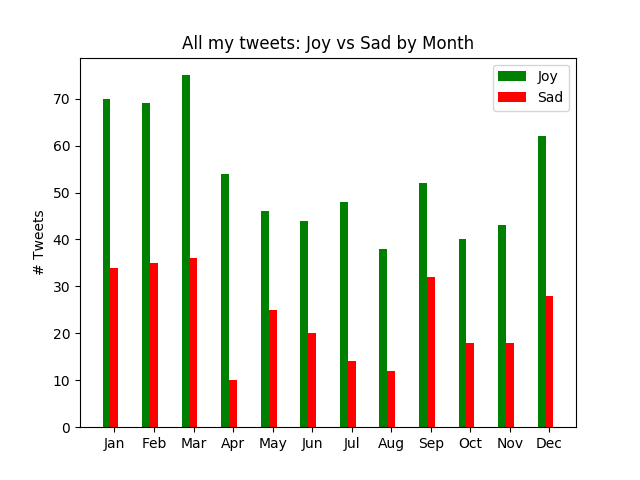 All my tweets: Joy vs Sad by Month
Joy
Sad
# Tweets
70
60
50
40
30
20
10
0
Jan Feb Mar Apr May Jun Jul Aug Sep Oct Nov Dec